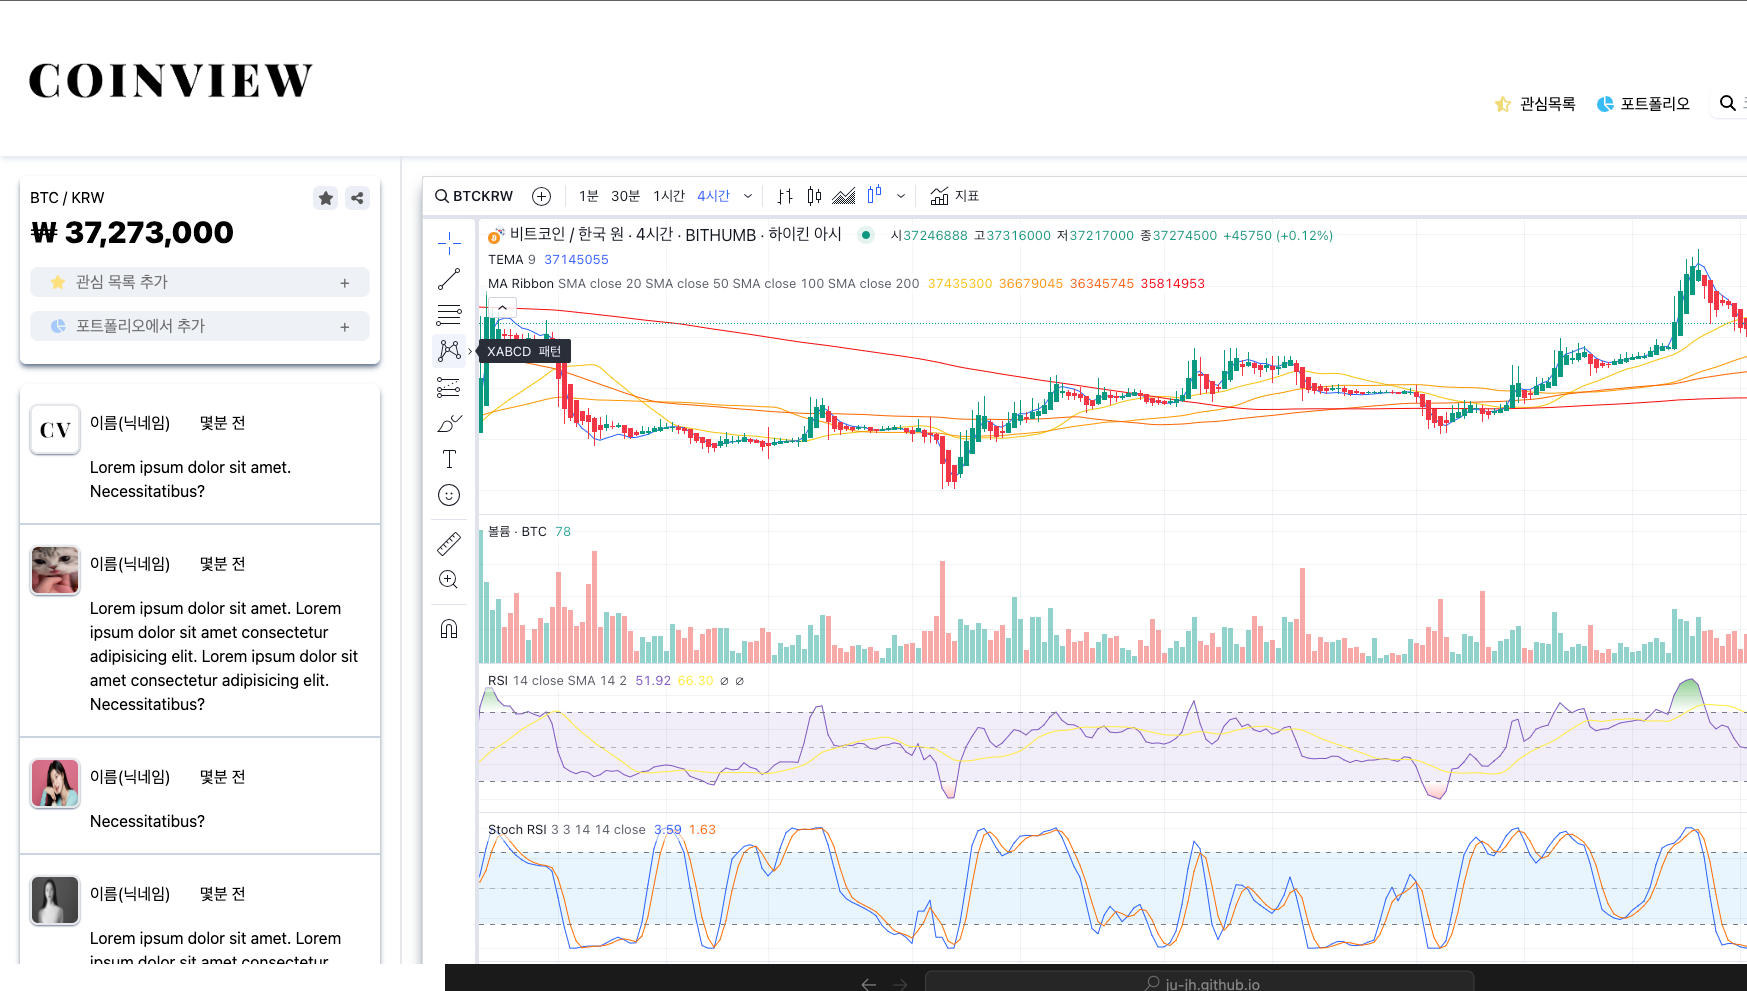 COINVIEW
관심목록 포트폴리오
BTC / KRW
₩ 37,273,000
관심 목록 추가 +
포트폴리오에서 추가 +
CV
이름(닉네임) 몇분 전
Lorem ipsum dolor sit amet.
Necessitatibus?
이름(닉네임) 몇분 전
Lorem ipsum dolor sit amet. Lorem
ipsum dolor sit amet consectetur
adipisicing elit. Lorem ipsum dolor sit
amet consectetur adipisicing elit.
Necessitatibus?
이름(닉네임) 몇분 전
Necessitatibus?
이름(닉네임) 몇분 전
Lorem ipsum dolor sit amet. Lorem
ipsum dolor sit amet consectetur
BTCKRW 1분 30분 1시간 4시간 지표
비트코인 / 한국 원 · 4시간 · BITHUMB · 하이킨 아시 시37246888 고37316000 저37217000 종37274500 +45750 (+0.12%)
TEMA 9 37145055
MA Ribbon SMA close 20 SMA close 50 SMA close 100 SMA close 200 37435300 36679045 36345745 35814953
XABCD 패턴
볼륨 · BTC 78
RSI 14 close SMA 14 2 51.92 66.30 ∅ ∅
Stoch RSI 3 3 14 14 close 3.59 1.63
ju-jh.github.io